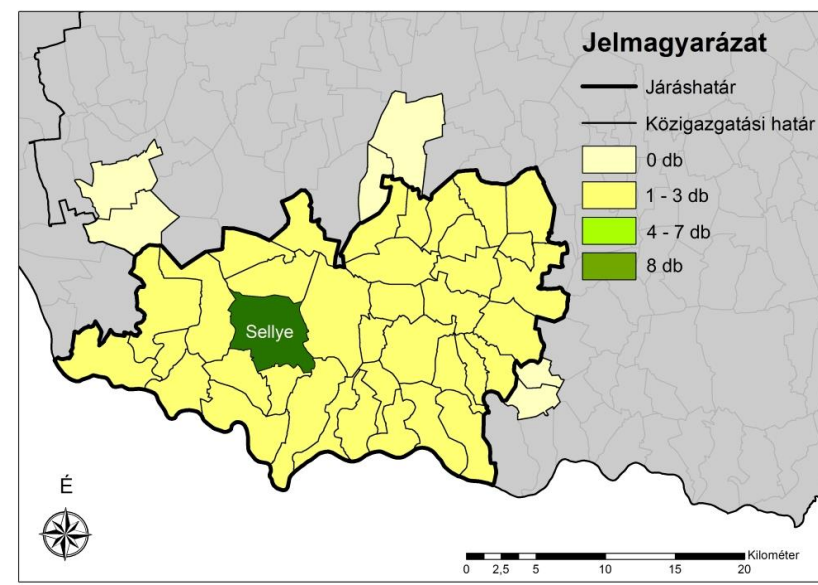 Jelmagyarázat
Járáshatár
Közigazgatási határ
0 db
1 - 3 db
4 - 7 db
8 db
Sellye
É
Kilométer
0 2,5 5 10 15 20